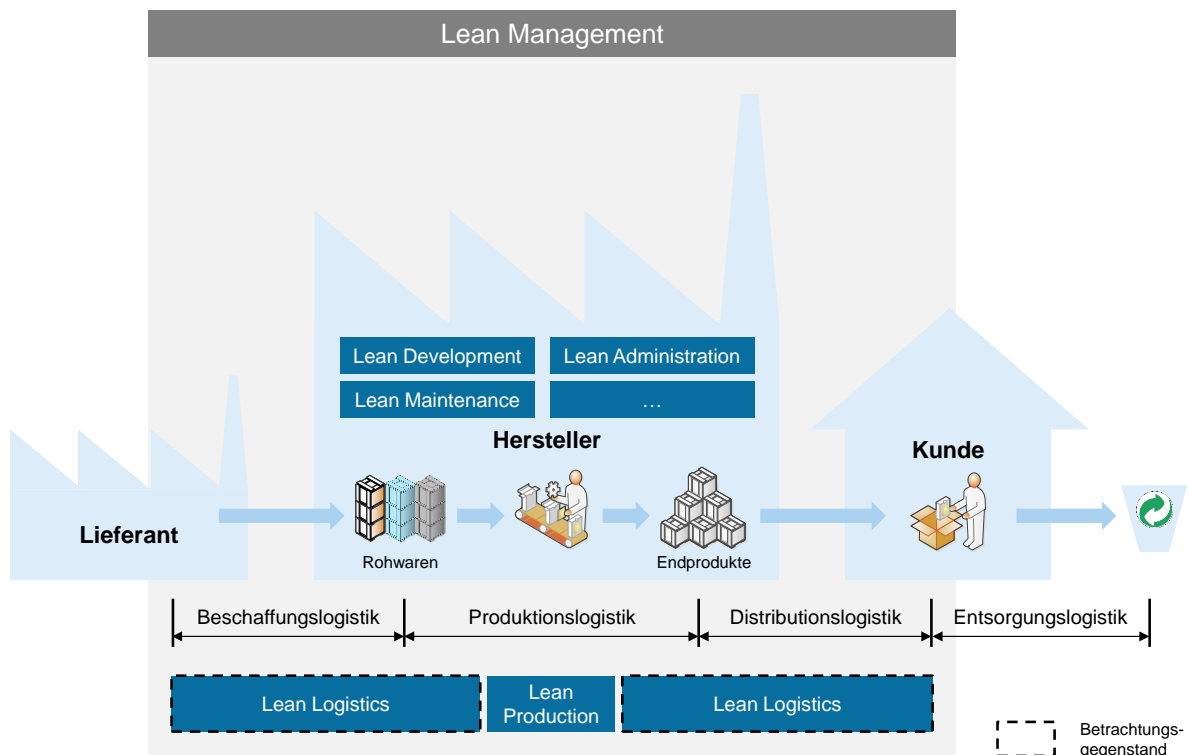 Lean Management
Lean Development
Lean Administration
Lean Maintenance
…
Hersteller
Kunde
Lieferant
Rohwaren
Endprodukte
Beschaffungslogistik
Produktionslogistik
Distributionslogistik
Entsorgungslogistik
Lean Logistics
Lean
Production
Lean Logistics
Betrachtungs-
gegenstand